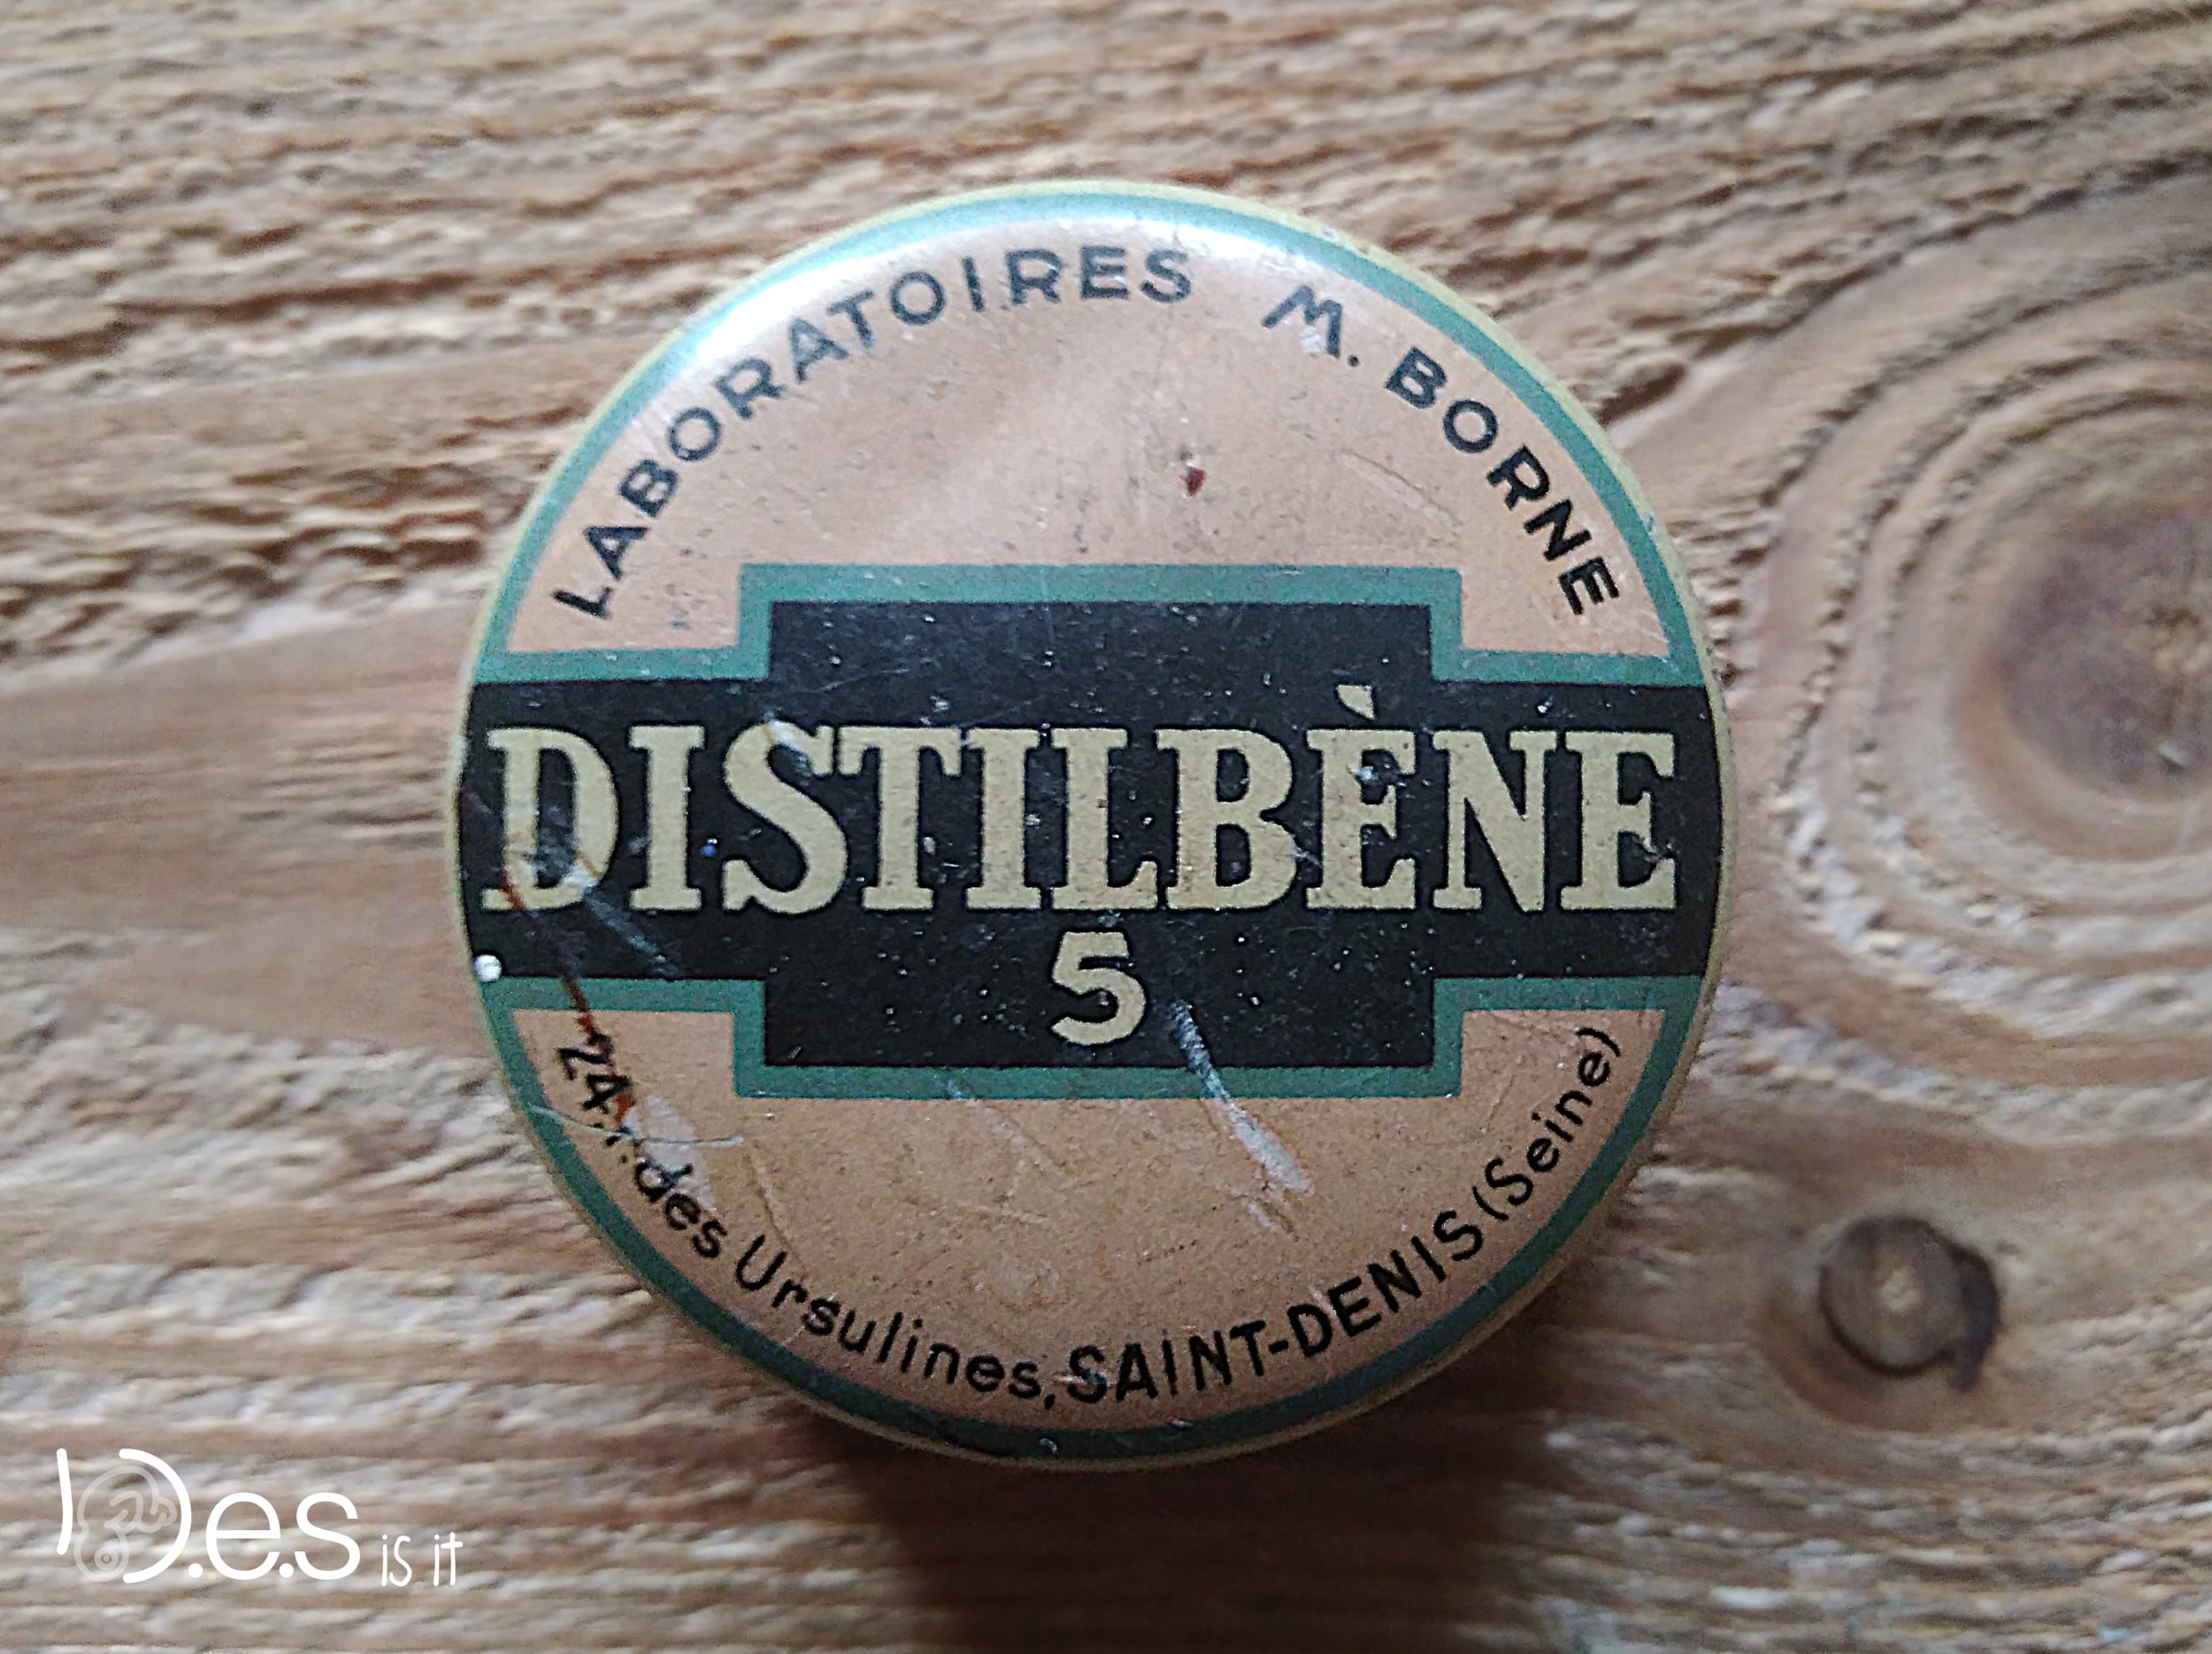 LABORATOIRES M. BORNE
DISTILBÈNE
5
24, r. des Ursulines, SAINT-DENIS (Seine)
D.e.s is it